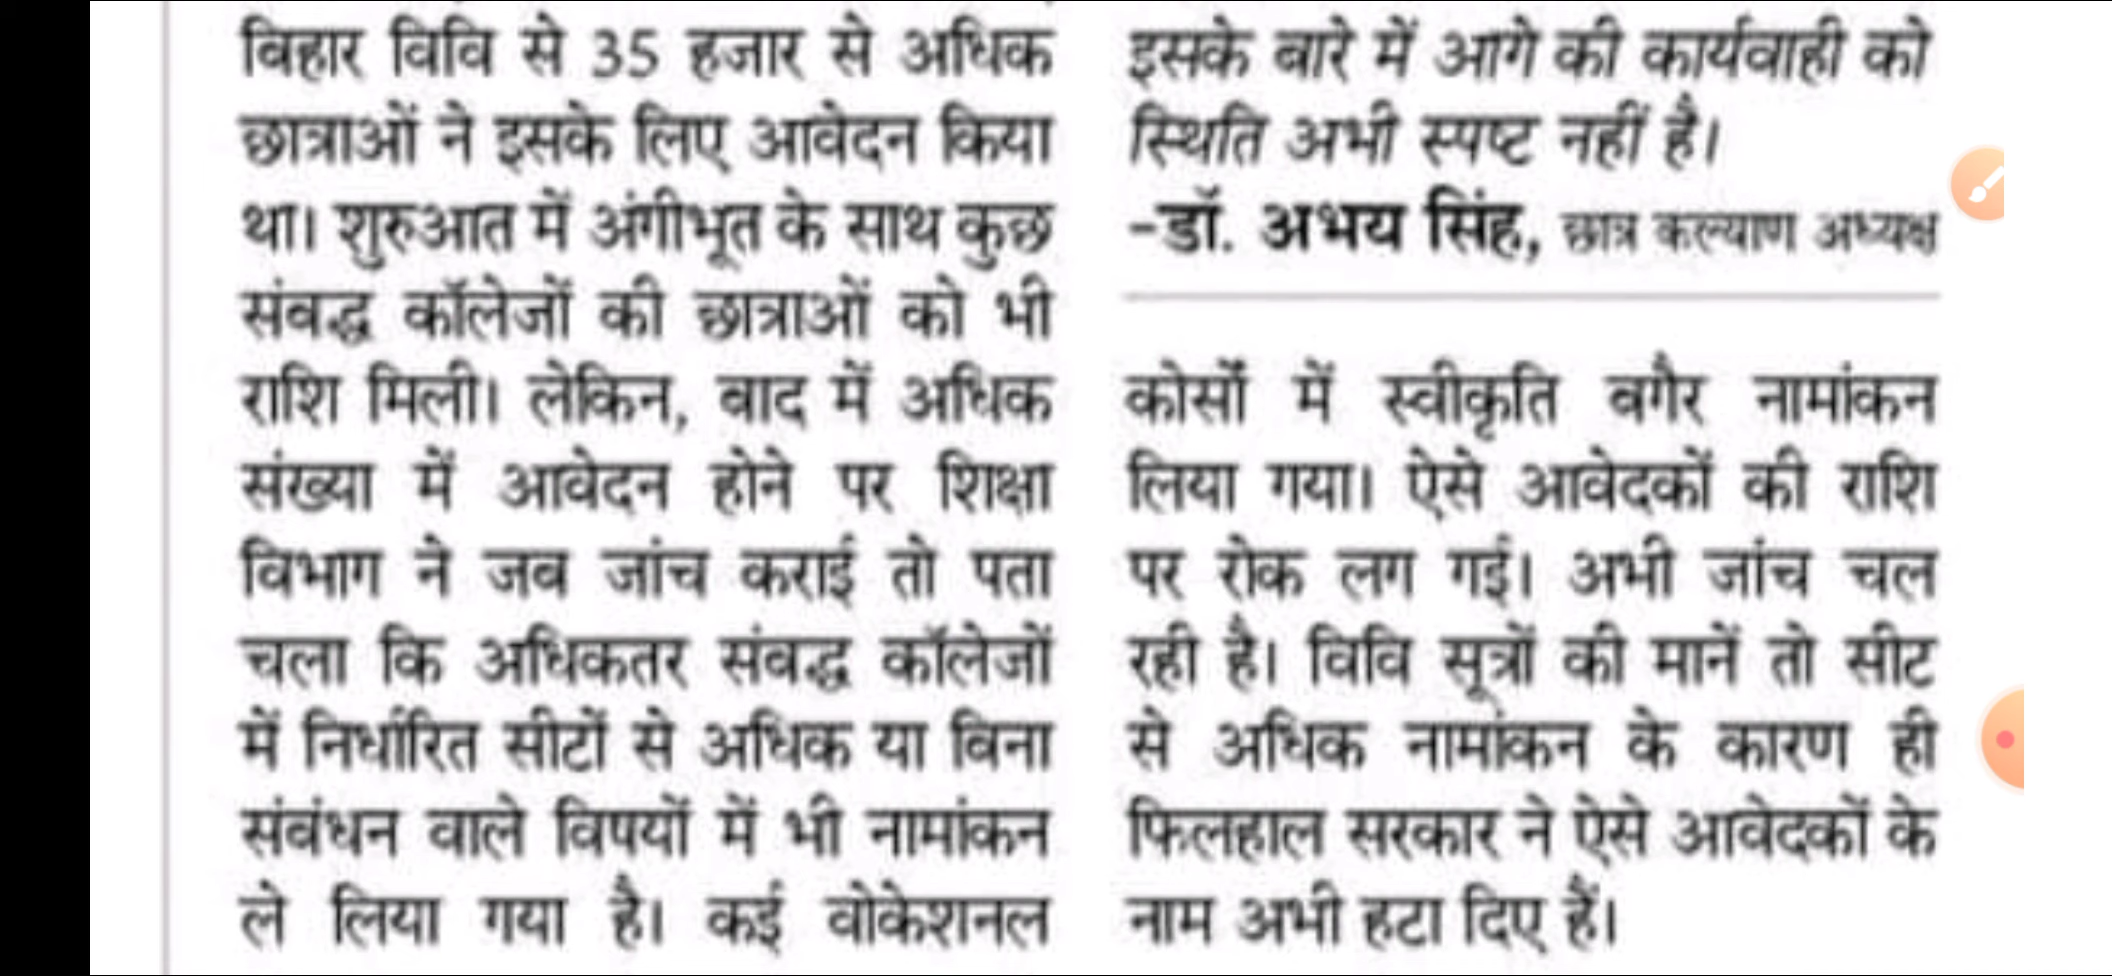 बिहार विवि से 35 हजार से अधिक
छात्राओं ने इसके लिए आवेदन किया
था। शुरुआत में अंगीभूत के साथ कुछ
संबद्ध कॉलेजों की छात्राओं को भी
राशि मिली। लेकिन, बाद में अधिक
संख्या में आवेदन होने पर शिक्षा
विभाग ने जब जांच कराई तो पता
चला कि अधिकतर संबद्ध कॉलेजों
में निर्धारित सीटों से अधिक या बिना
संबंधन वाले विषयों में भी नामांकन
ले लिया गया है। कई वोकेशनल
इसके बारे में आगे की कार्यवाही को
स्थिति अभी स्पष्ट नहीं है।
-डॉ. अभय सिंह, छात्र कल्याण अध्यक्ष
कोर्सों में स्वीकृति बगैर नामांकन
लिया गया। ऐसे आवेदकों की राशि
पर रोक लग गई। अभी जांच चल
रही है। विवि सूत्रों की मानें तो सीट
से अधिक नामांकन के कारण ही
फिलहाल सरकार ने ऐसे आवेदकों के
नाम अभी हटा दिए हैं।